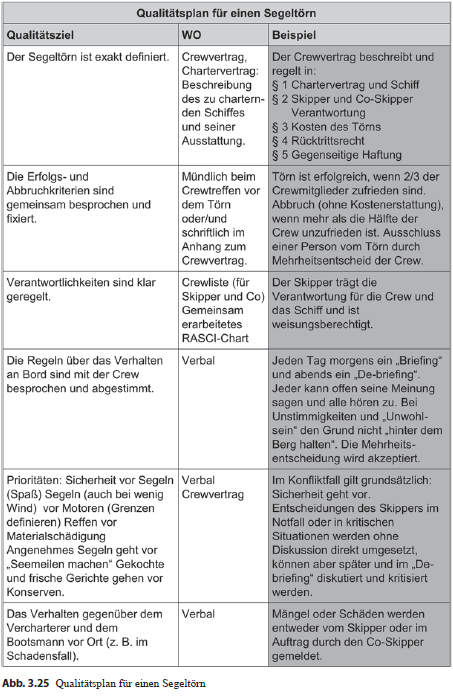 Qualitätsplan für einen Segeltörn
Qualitätsziel
WO
Beispiel
Der Segeltörn ist exakt definiert.
Crewvertrag,
Chartervertrag:
Beschreibung
des zu chartern-
den Schiffes
und seiner
Ausstattung.
Der Crewvertrag beschreibt und
regelt in:
§ 1 Chartervertrag und Schiff
§ 2 Skipper und Co-Skipper
Verantwortung
§ 3 Kosten des Törns
§ 4 Rücktrittsrecht
§ 5 Gegenseitige Haftung
Die Erfolgs- und
Abbruchkriterien sind
gemeinsam besprochen und
fixiert.
Mündlich beim
Crewtreffen vor
dem Törn
oder/und
schriftlich im
Anhang zum
Crewvertrag.
Törn ist erfolgreich, wenn 2/3 der
Crewmitglieder zufrieden sind.
Abbruch (ohne Kostenerstattung),
wenn mehr als die Hälfte der
Crew unzufrieden ist. Ausschluss
einer Person vom Törn durch
Mehrheitsentscheid der Crew.
Verantwortlichkeiten sind klar
geregelt.
Crewliste (für
Skipper und Co)
Gemeinsam
erarbeitetes
RASCI-Chart
Der Skipper trägt die
Verantwortung für die Crew und
das Schiff und ist
weisungsberechtigt.
Die Regeln über das Verhalten
an Bord sind mit der Crew
besprochen und abgestimmt.
Verbal
Jeden Tag morgens ein „Briefing"
und abends ein „De-briefing".
Jeder kann offen seine Meinung
sagen und alle hören zu. Bei
Unstimmigkeiten und „Unwohl-
sein" den Grund nicht „hinter dem
Berg halten". Die Mehrheits-
entscheidung wird akzeptiert.
Prioritäten: Sicherheit vor Segeln
(Spaß) Segeln (auch bei wenig
Wind) vor Motoren (Grenzen
definieren) Reffen vor
Materialschädigung
Angenehmes Segeln geht vor
„Seemeilen machen" Gekochte
und frische Gerichte gehen vor
Konserven.
Verbal
Crewvertrag
Im Konfliktfall gilt grundsätzlich:
Sicherheit geht vor.
Entscheidungen des Skippers im
Notfall oder in kritischen
Situationen werden ohne
Diskussion direkt umgesetzt,
können aber später und im „De-
briefing" diskutiert und kritisiert
werden.
Das Verhalten gegenüber dem
Vercharterer und dem
Bootsmann vor Ort (z. B. im
Schadensfall).
Verbal
Mängel oder Schäden werden
entweder vom Skipper oder im
Auftrag durch den Co-Skipper
gemeldet.
Abb. 3.25 Qualitätsplan für einen Segeltörn